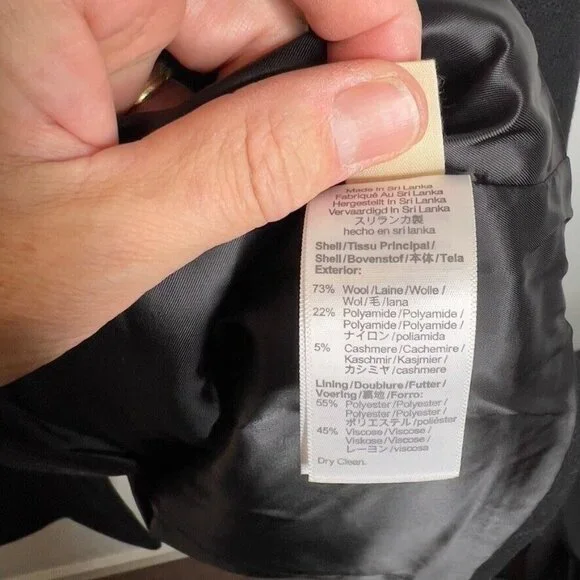 Made In Sri Lanka
Fabriqué Au Sri Lanka
Hergestellt In Sri Lanka
Vervaardigd In Sri Lanka
スリランカ製
hecho en sri lanka
Shell/Tissu Principal/
Shell/Bovenstof/本体/Tela
Exterior:
73% Wool/Laine/Wolle/
Wol/毛/lana
22% Polyamide/Polyamide/
Polyamide/Polyamide/
ナイロン/poliamida
5% Cashmere/Cachemire/
Kaschmir/Kasjmier/
カシミヤ/cashmere
Lining/Doublure/Futter/
Voering/裏地/Forro:
55% Polyester/Polyester/
Polyester/Polyester/
ポリエステル/poliéster
45% Viscose/Viscose/
Viskose/Viscose/
レーヨン/viscosa
Dry Clean.